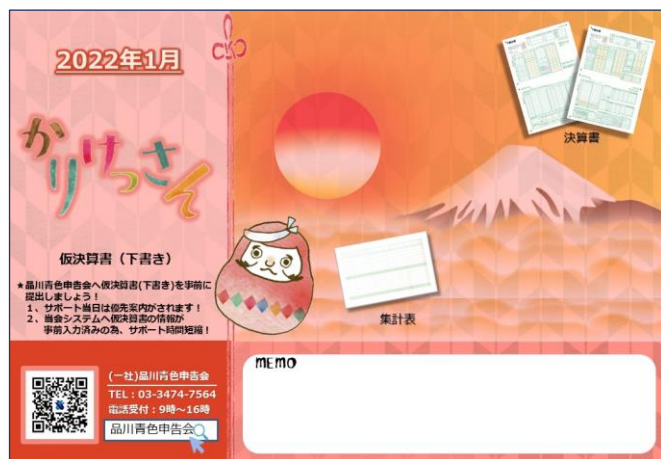 2022年1月
かりけっさん
仮決算書（下書き）
★品川青色申告会へ仮決算書(下書き)を事前に
提出しましょう！
1、サポート当日は優先案内がされます！
2、当会システムへ仮決算書の情報が
事前入力済みの為、サポート時間短縮！
(一社)品川青色申告会
TEL：03-3474-7564
電話受付：9時～16時
品川青色申告会
決算書
集計表
MEMO